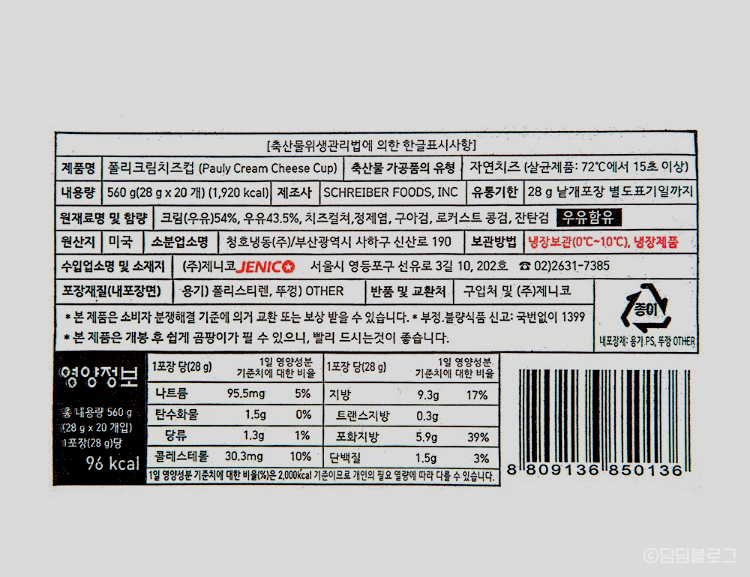 [축산물위생관리법에 의한 한글표시사항]
제품명 폴리크림치즈컵 (Pauly Cream Cheese Cup) 축산물 가공품의 유형 자연치즈 (살균제품: 72℃에서 15초 이상)
내용량 560 g(28 g x 20 개) (1,920 kcal) 제조사 SCHREIBER FOODS, INC 유통기한 28 g 낱개포장 별도표기일까지
원재료명 및 함량 크림(우유)54%, 우유43.5%, 치즈컬쳐,정제염, 구아검, 로커스트 콩검, 잔탄검 우유함유
원산지 미국 소분업소명 청호냉동(주)/부산광역시 사하구 신산로 190 보관방법 냉장보관(0℃~10℃), 냉장제품
수입업소명 및 소재지 (주)제니코 JENICO 서울시 영등포구 선유로 3길 10, 202호 ☎ 02)2631-7385
포장재질(내포장면) 용기) 폴리스티렌, 뚜껑) OTHER 반품 및 교환처 구입처 및 (주)제니코
종이
내포장재: 용기 PS, 뚜껑 OTHER
* 본 제품은 소비자 분쟁해결 기준에 의거 교환 또는 보상 받을 수 있습니다. * 부정.불량식품 신고: 국번없이 1399
* 본 제품은 개봉 후 쉽게 곰팡이가 필 수 있으니, 빨리 드시는것이 좋습니다.
영양정보
총 내용량 560 g
(28 g x 20 개입)
1포장(28 g)당
96 kcal
1포장 당(28 g) 1일 영양성분 기준치에 대한 비율 1포장 당(28 g) 1일 영양성분 기준치에 대한 비율
나트륨 95.5mg 5% 지방 9.3g 17%
탄수화물 1.5g 0% 트랜스지방 0.3g
당류 1.3g 1% 포화지방 5.9g 39%
콜레스테롤 30.3mg 10% 단백질 1.5g 3%
1일 영양성분 기준치에 대한 비율(%)은 2,000kcal 기준이므로 개인의 필요 열량에 따라 다를 수 있습니다.
8 809136 850136
©딤딤블로그